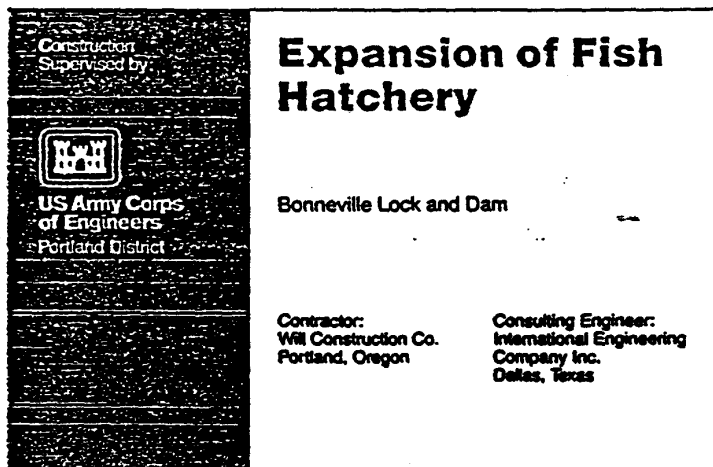 Construction
Supervised by:
US Army Corps
of Engineers
Portland District
Expansion of Fish
Hatchery
Bonneville Lock and Dam
Contractor:
Will Construction Co.
Portland, Oregon
Consulting Engineer:
International Engineering
Company Inc.
Dallas, Texas